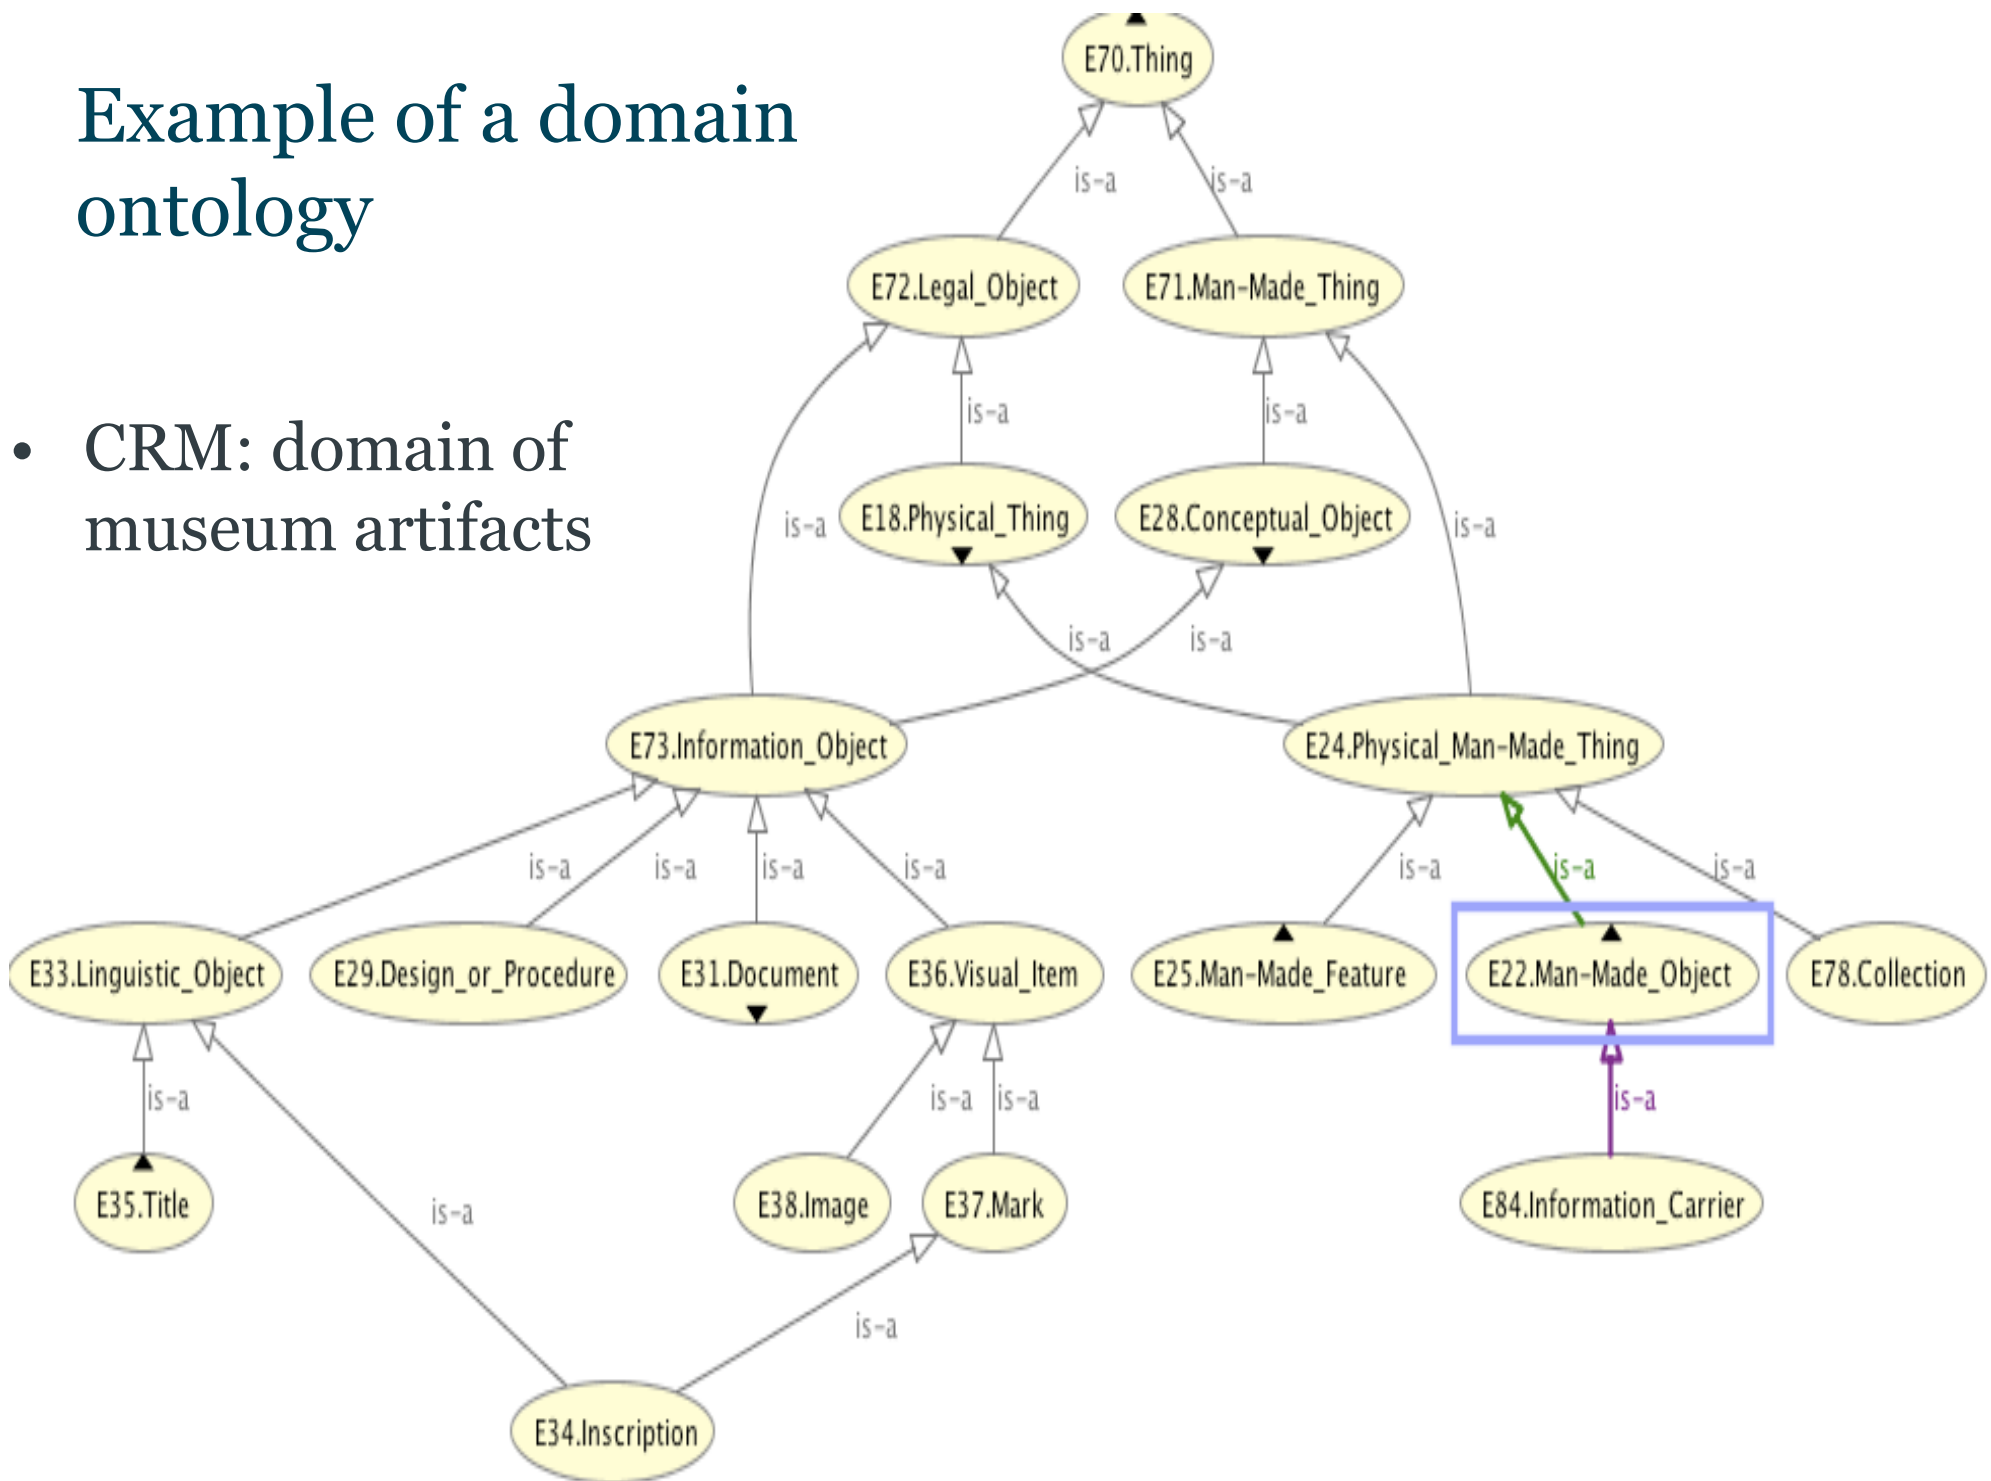 Example of a domain
ontology
• CRM: domain of
museum artifacts
E70.Thing
is-a
is-a
E72.Legal_Object
E71.Man-Made_Thing
is-a
is-a
is-a
is-a
E18.Physical_Thing
E28.Conceptual_Object
is-a
is-a
E73.Information_Object
E24.Physical_Man-Made_Thing
is-a
is-a
is-a
is-a
is-a
is-a
is-a
E33.Linguistic_Object
E29.Design_or_Procedure
E31.Document
E36.Visual_Item
E25.Man-Made_Feature
E22.Man-Made_Object
E78.Collection
is-a
is-a
is-a
is-a
E35.Title
E38.Image
E37.Mark
E84.Information_Carrier
is-a
is-a
E34.Inscription